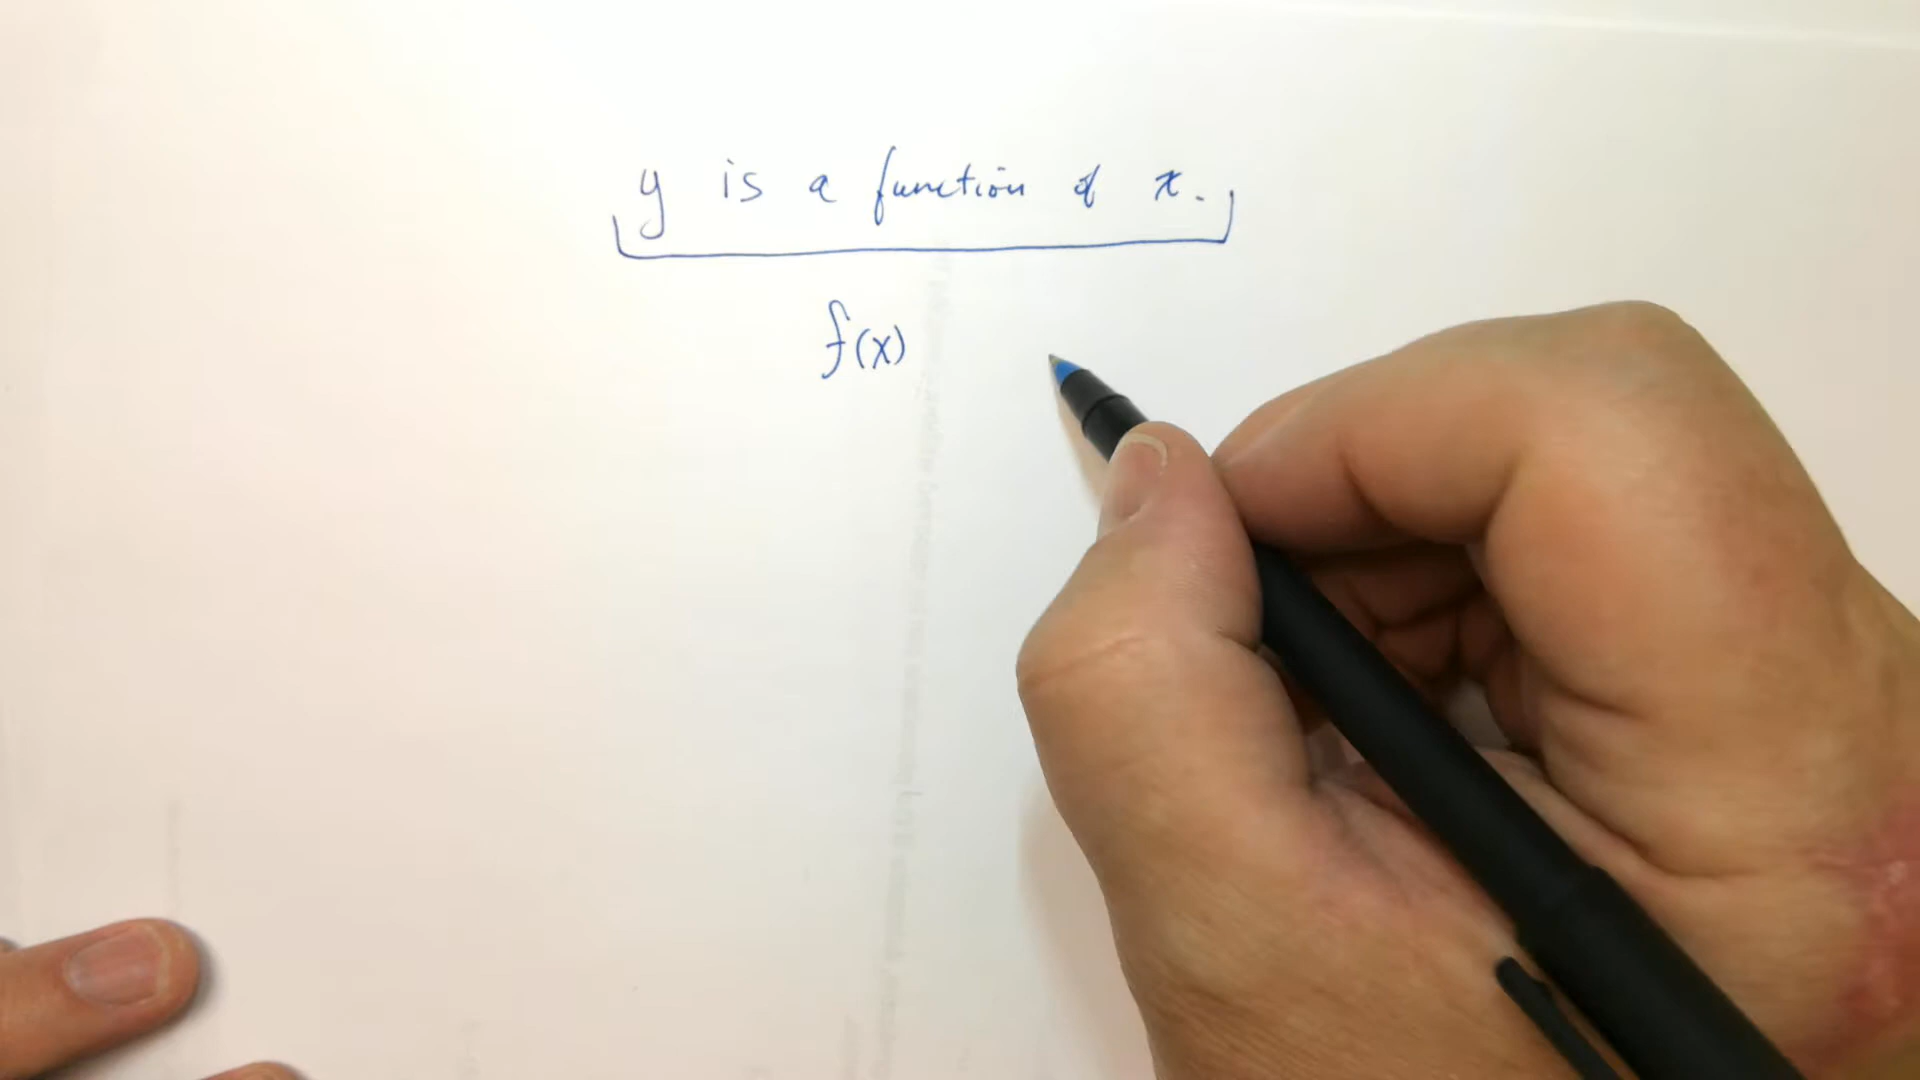 y is a function of x.
f(x)